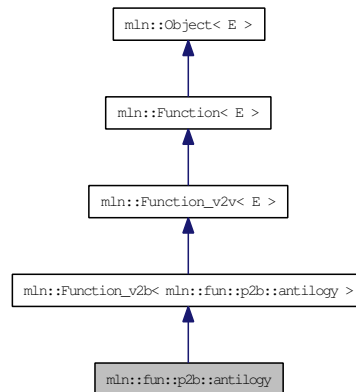 mln::Object< E >
mln::Function< E >
mln::Function_v2v< E >
mln::Function_v2b< mln::fun::p2b::antilogy >
mln::fun::p2b::antilogy